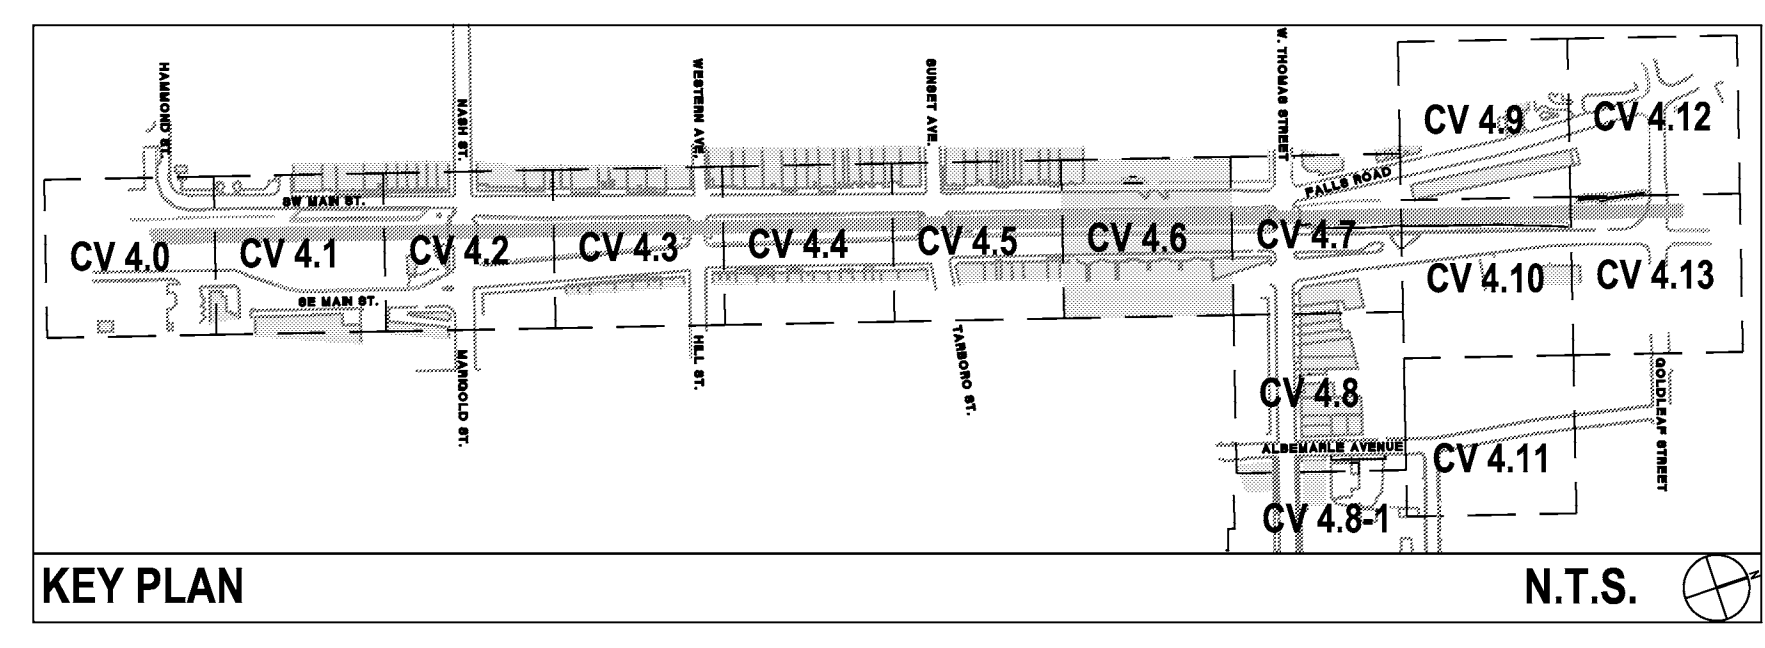 HAMMOND ST.
NASH ST.
WESTERN AVE.
SUNSET AVE.
W. THOMAS STREET
CV 4.9
CV 4.12
FALLS ROAD
SW MAIN ST.
CV 4.0
CV 4.1
CV 4.2
CV 4.3
CV 4.4
CV 4.5
CV 4.6
CV 4.7
CV 4.10
CV 4.13
SE MAIN ST.
MARIGOLD ST.
HILL ST.
TARBORO ST.
CV 4.8
GOLDLEAF STREET
ALBEMARLE AVENUE
CV 4.11
CV 4.8-1
KEY PLAN
N.T.S.
N